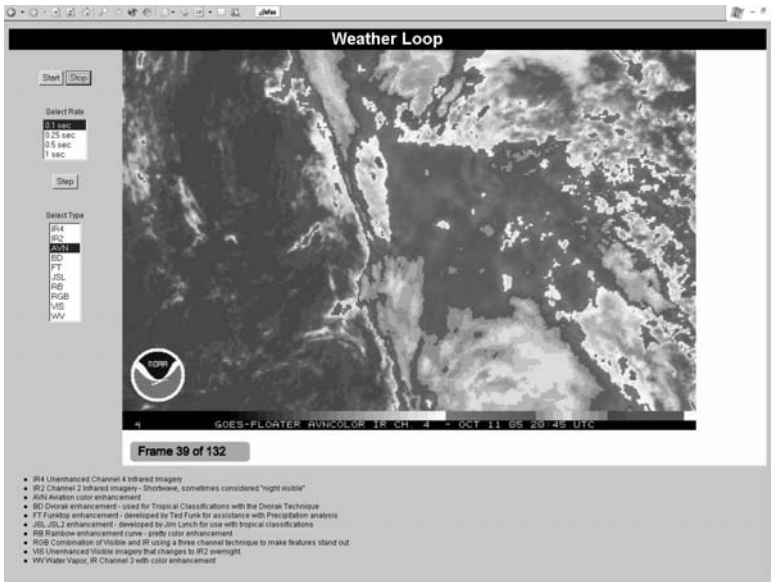 Weather Loop
Start Stop
Select Rate
0.1 sec
0.25 sec
0.5 sec
1 sec
Step
Select Type
IR4
IR2
AVN
BD
FT
JSL
RB
RGB
VIS
WV
NOAA
4 GOES-FLOATER AVNCOLOR IR CH. 4 - OCT 11 05 20:45 UTC
Frame 39 of 132
IR4 Unenhanced Channel 4 Infrared Imagery
IR2 Channel 2 Infrared imagery - Shortwave, sometimes considered "night visible"
AVN Aviation color enhancement
BD Dvorak enhancement - used for Tropical Classifications with the Dvorak Technique
FT Funktop enhancement - developed by Ted Funk for assistance with Precipitation analysis
JSL JSL2 enhancement - developed by Jim Lynch for use with tropical classifications
RB Rainbow enhancement curve - pretty color enhancement
RGB Combination of Visible and IR using a three channel technique to make features stand out
VIS Unenhanced Visible imagery that changes to IR2 overnight.
WV Water Vapor, IR Channel 3 with color enhancement